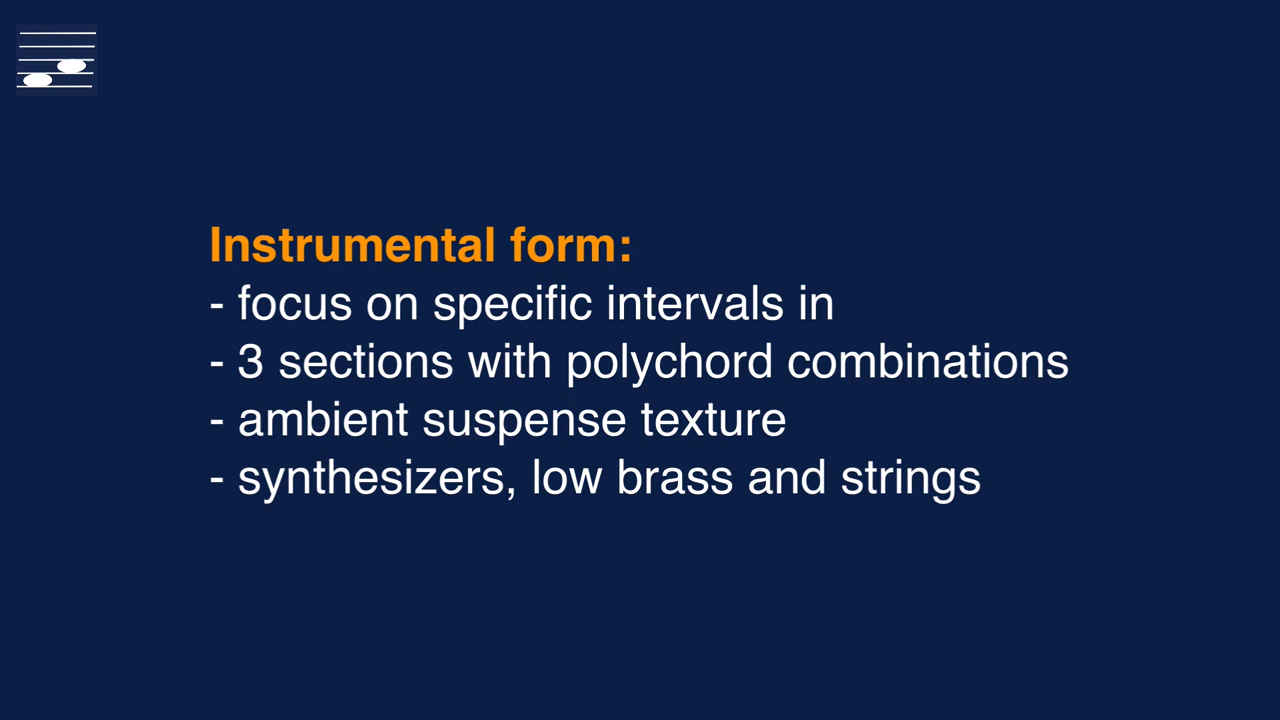 Instrumental form:
- focus on specific intervals in
- 3 sections with polychord combinations
- ambient suspense texture
- synthesizers, low brass and strings